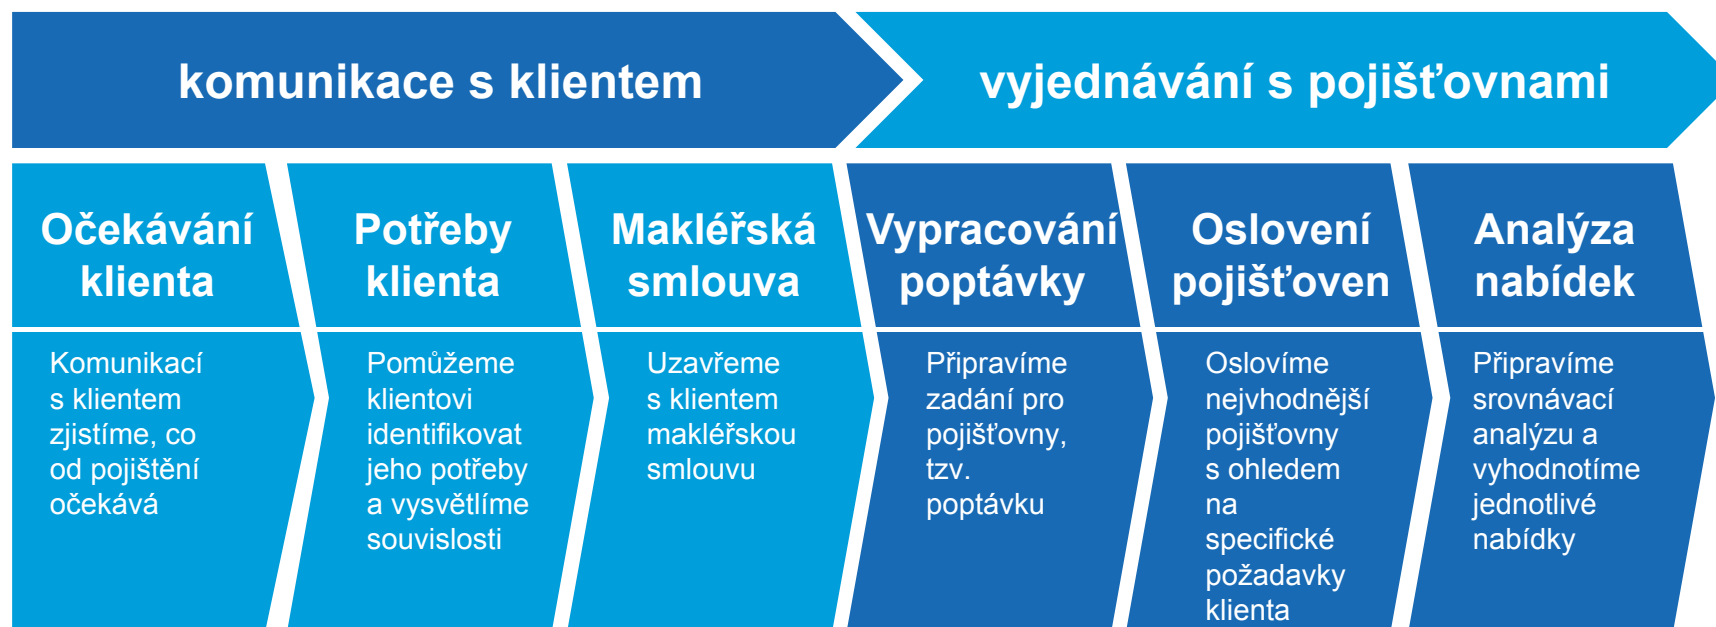 komunikace s klientem
vyjednávání s pojišťovnami
Očekávání
klienta
Komunikací
s klientem
zjistíme, co
od pojištění
očekává
Potřeby
klienta
Pomůžeme
klientovi
identifikovat
jeho potřeby
a vysvětlíme
souvislosti
Makléřská
smlouva
Uzavřeme
s klientem
makléřskou
smlouvu
Vypracování
poptávky
Připravíme
zadání pro
pojišťovny,
tzv.
poptávku
Oslovení
pojišťoven
Oslovíme
nejvhodnější
pojišťovny
s ohledem
na
specifické
požadavky
klienta
Analýza
nabídek
Připravíme
srovnávací
analýzu a
vyhodnotíme
jednotlivé
nabídky